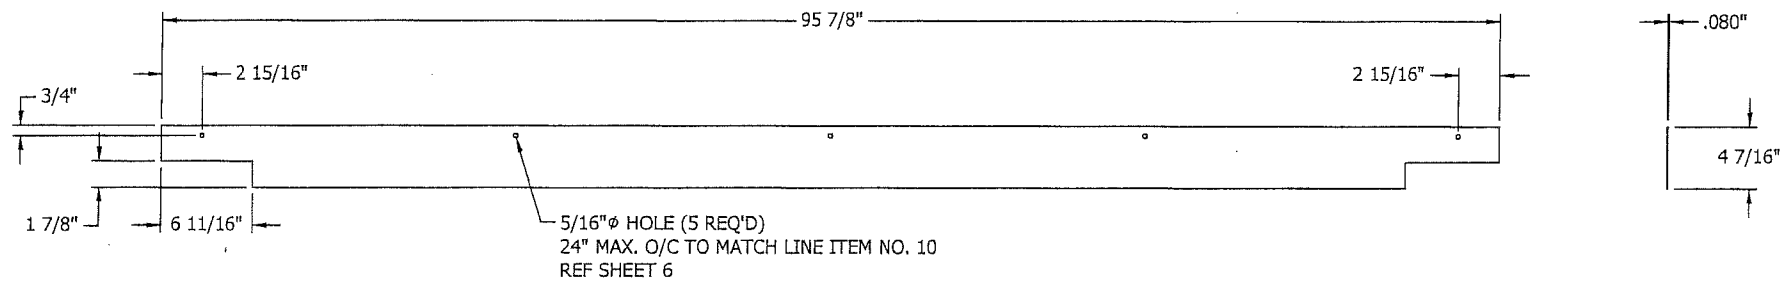 95 7/8"
.080"
2 15/16"
2 15/16"
3/4"
4 7/16"
1 7/8"
6 11/16"
5/16"ø HOLE (5 REQ'D)
24" MAX. O/C TO MATCH LINE ITEM NO. 10
REF SHEET 6